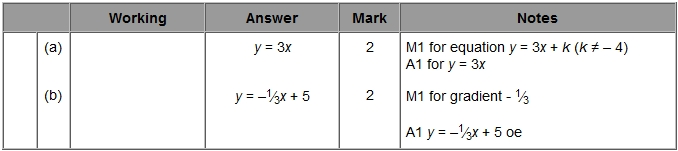 Working Answer Mark Notes
(a) y = 3x 2 M1 for equation y = 3x + k (k ≠ – 4)
A1 for y = 3x
(b) y = –⅓x + 5 2 M1 for gradient - ⅓
A1 y = –⅓x + 5 oe